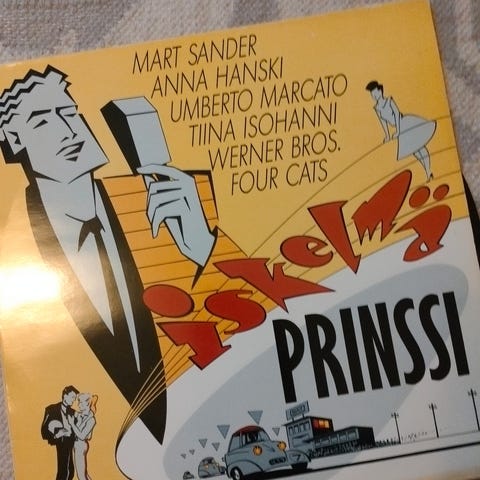 MART SANDER
ANNA HANSKI
UMBERTO MARCATO
TIINA ISOHANNI
WERNER BROS.
FOUR CATS
iskelmä
PRINSSI